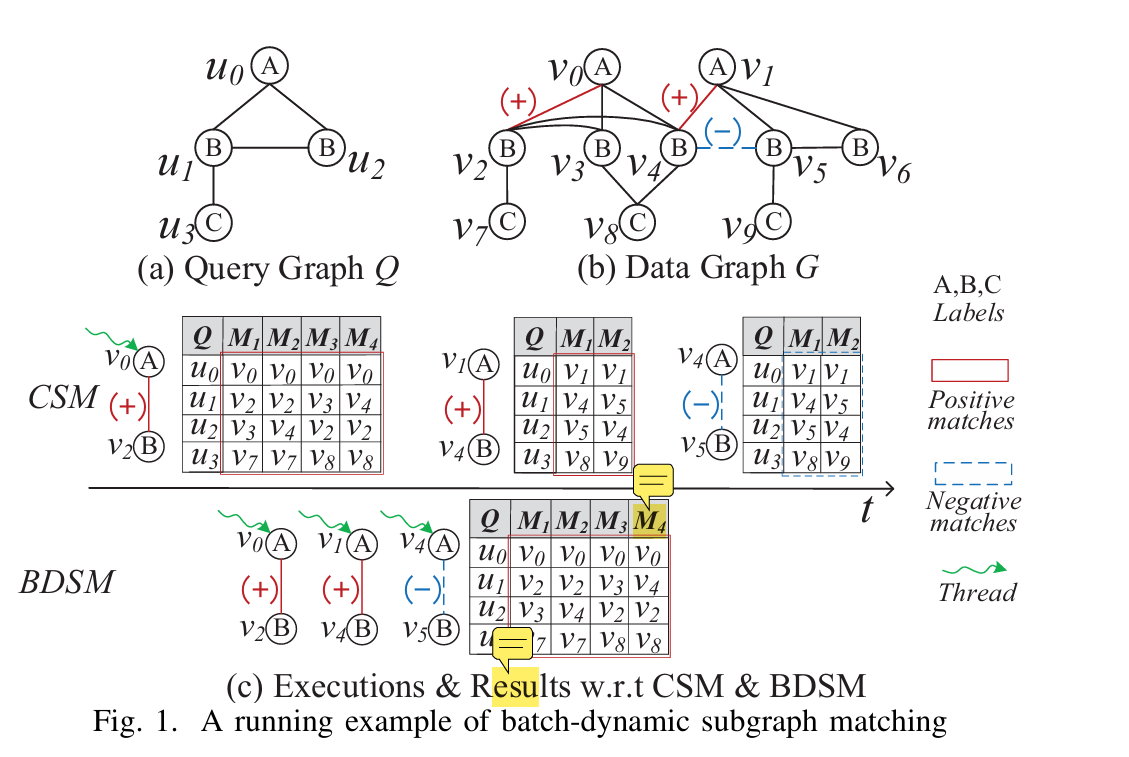 u0 A
u1 B B u2
u3 C
(a) Query Graph Q
v0 A A v1
(+) (+) (−)
v2 B v3 B v4 B B v5 B v6
v7 C v8 C v9 C
(b) Data Graph G
A,B,C
Labels
Positive
matches
Negative
matches
Thread
CSM
v0 A
(+)
v2 B
Q M1 M2 M3 M4
u0 v0 v0 v0 v0
u1 v2 v2 v3 v4
u2 v3 v4 v2 v2
u3 v7 v7 v8 v8
v1 A
(+)
v4 B
Q M1 M2
u0 v1 v1
u1 v4 v5
u2 v5 v4
u3 v8 v9
v4 A
(−)
v5 B
Q M1 M2
u0 v1 v1
u1 v4 v5
u2 v5 v4
u3 v8 v9
t
BDSM
v0 A v1 A v4 A
(+) (+) (−)
v2 B v4 B v5 B
Q M1 M2 M3 M4
u0 v0 v0 v0 v0
u1 v2 v2 v3 v4
u2 v3 v4 v2 v2
u 7 v7 v8 v8
(c) Executions & Results w.r.t CSM & BDSM
Fig. 1. A running example of batch-dynamic subgraph matching